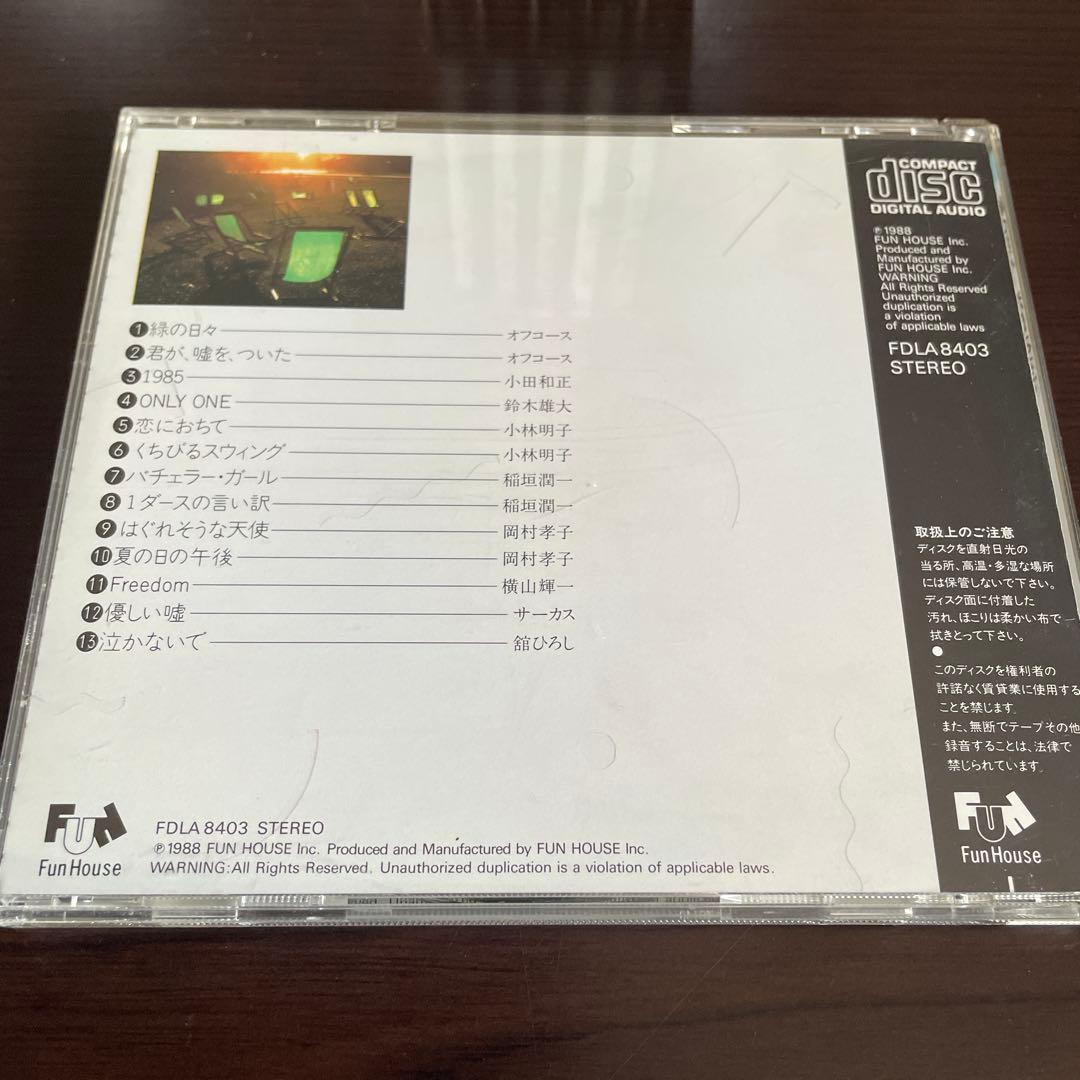 ❶緑の日々 オフコース
❷君が、嘘を、ついた オフコース
❸1985 小田和正
❹ONLY ONE 鈴木雄大
❺恋におちて 小林明子
❻くちびるスウィング 小林明子
❼バチェラー・ガール 稲垣潤一
❽1ダースの言い訳 稲垣潤一
❾はぐれそうな天使 岡村孝子
❿夏の日の午後 岡村孝子
⓫Freedom 横山輝一
⓬優しい嘘 サーカス
⓭泣かないで 舘ひろし
FUN
Fun House
FDLA 8403 STEREO
℗1988 FUN HOUSE Inc. Produced and Manufactured by FUN HOUSE Inc.
WARNING:All Rights Reserved. Unauthorized duplication is a violation of applicable laws.
COMPACT
disc
DIGITAL AUDIO
℗1988
FUN HOUSE Inc.
Produced and
Manufactured by
FUN HOUSE Inc.
WARNING
All Rights Reserved
Unauthorized
duplication is
a violation
of applicable laws
FDLA 8403
STEREO
取扱上のご注意
ディスクを直射日光の
当る所、高温・多湿な場所
には保管しないで下さい。
ディスク面に付着した
汚れ、ほこりは柔かい布で
拭きとって下さい。
●
このディスクを権利者の
許諾なく賃貸業に使用する
ことを禁じます。
また、無断でテープその他
録音することは、法律で
禁じられています。
FUN
Fun House